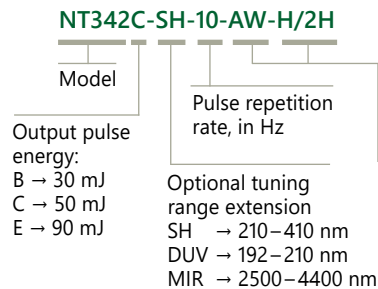 NT342C-SH-10-AW-H/2H
Model
Pulse repetition
rate, in Hz
Output pulse
energy:
B → 30 mJ
C → 50 mJ
E → 90 mJ
Optional tuning
range extension
SH → 210–410 nm
DUV → 192–210 nm
MIR → 2500–4400 nm